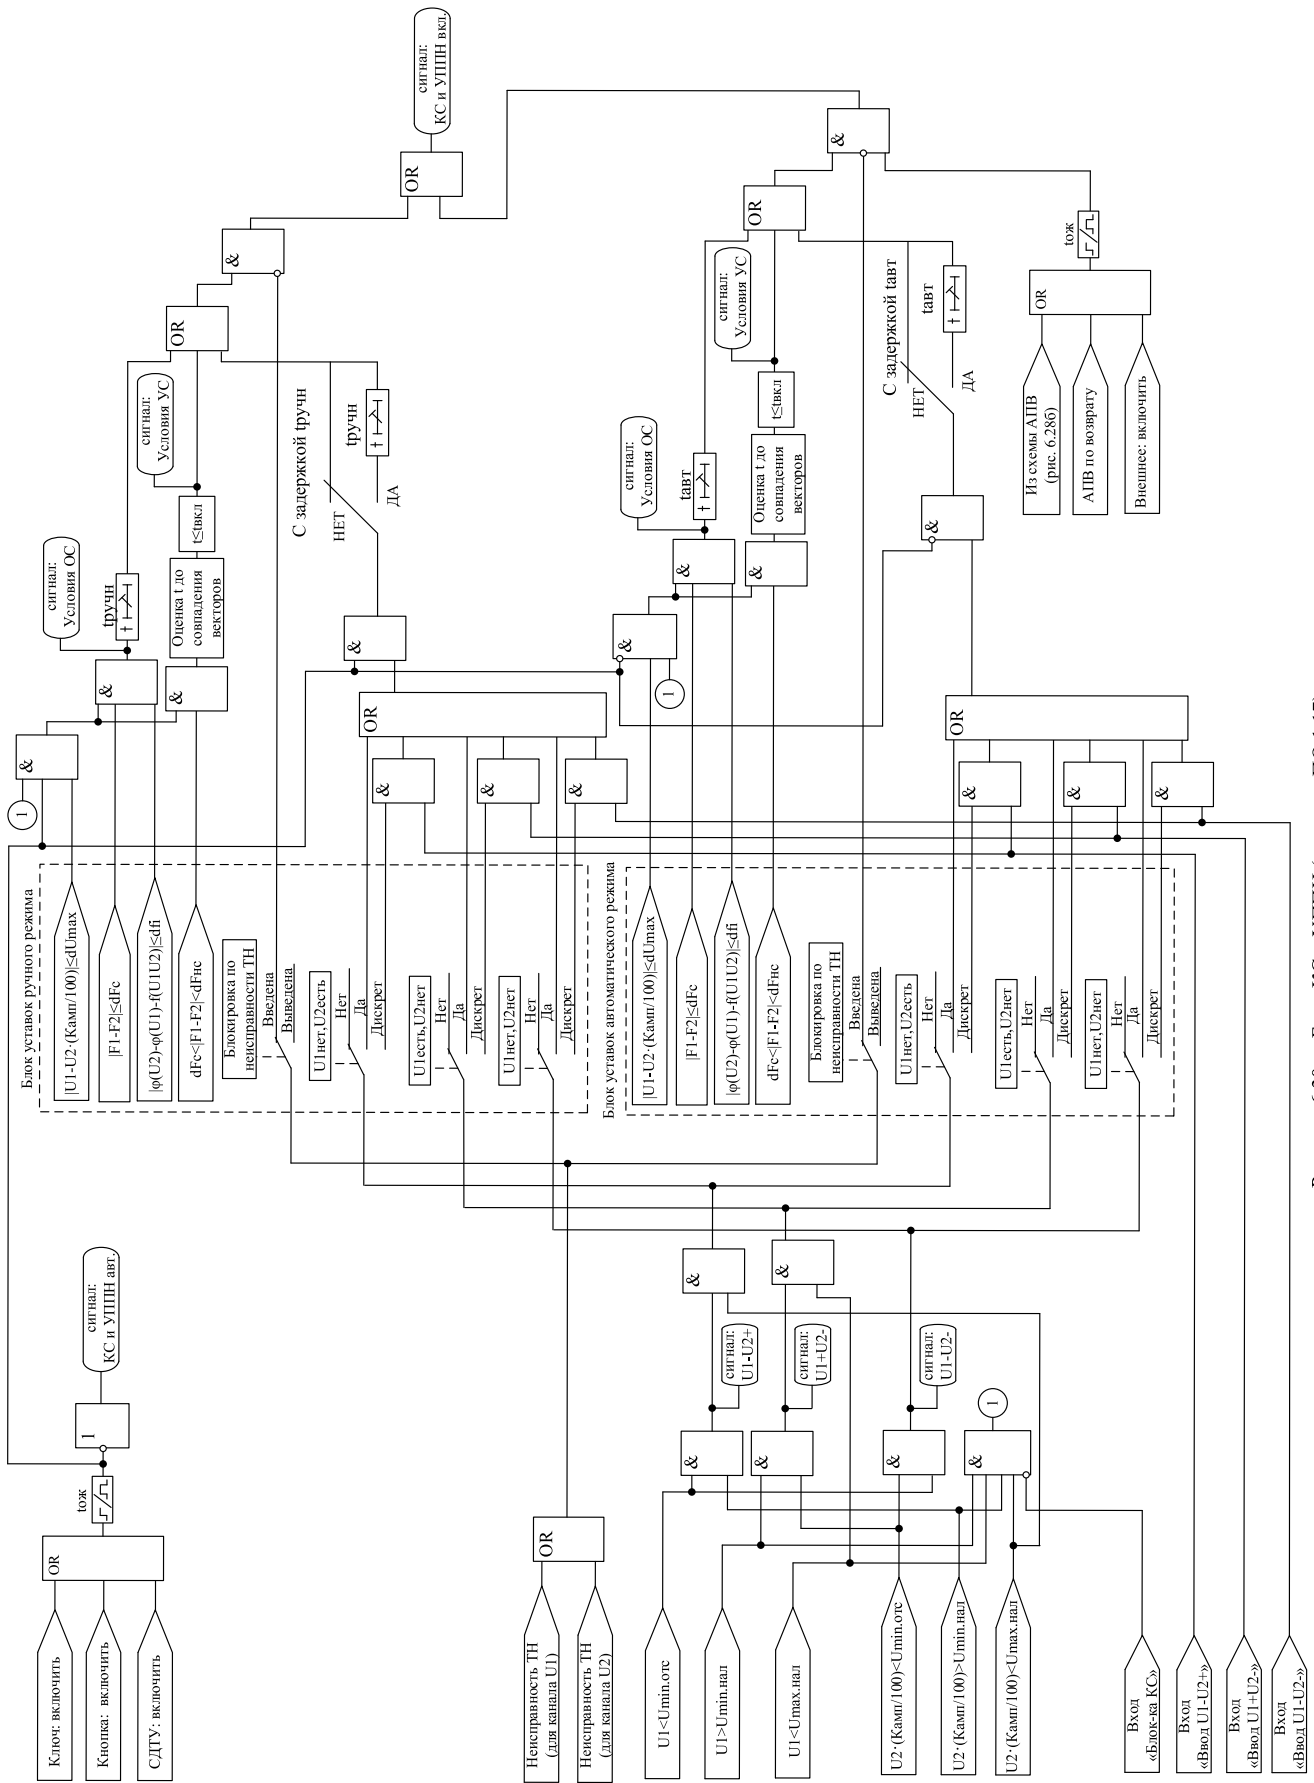 Ключ: включить
Кнопка: включить
СДТУ: включить
OR
tож
1
сигнал:
КС и УППН авт.
Неисправность ТН
(для канала U1)
Неисправность ТН
(для канала U2)
OR
U1<Umin.отс
U1>Umin.нал
U1<Umax.нал
U2·(Kамп/100)<Umin.отс
U2·(Kамп/100)>Umin.нал
U2·(Kамп/100)<Umax.нал
Вход
«Блок-ка КС»
Вход
«Ввод U1-U2+»
Вход
«Ввод U1+U2-»
Вход
«Ввод U1-U2-»
&
&
&
&
1
сигнал:
U1-U2+
сигнал:
U1+U2-
сигнал:
U1-U2-
&
&
Блок уставок ручного режима
|U1-U2·(Kамп/100)|≤dUmax
|F1-F2|≤dFc
|φ(U2)-φ(U1)-f(U1U2)|≤dfi
dFc<|F1-F2|<dFнс
Блокировка по
неисправности ТН
Введена
Выведена
U1нет,U2есть
Нет
Да
Дискрет
U1есть,U2нет
Нет
Да
Дискрет
U1нет,U2нет
Нет
Да
Дискрет
Блок уставок автоматического режима
|U1-U2·(Kамп/100)|≤dUmax
|F1-F2|≤dFc
|φ(U2)-φ(U1)-f(U1U2)|≤dfi
dFc<|F1-F2|<dFнс
Блокировка по
неисправности ТН
Введена
Выведена
U1нет,U2есть
Нет
Да
Дискрет
U1есть,U2нет
Нет
Да
Дискрет
U1нет,U2нет
Нет
Да
Дискрет
1
&
&
&
сигнал:
Условия ОС
tручн
Оценка t до
совпадения
векторов
t≤tвкл
сигнал:
Условия УС
OR
&
&
&
&
OR
&
С задержкой tручн
НЕТ
ДА
tручн
&
OR
сигнал:
КС и УППН вкл.
&
1
&
&
сигнал:
Условия ОС
tавт
Оценка t до
совпадения
векторов
t≤tвкл
сигнал:
Условия УС
OR
&
&
&
&
OR
&
С задержкой tавт
НЕТ
ДА
tавт
Из схемы АПВ
(рис. 6.28б)
АПВ по возврату
Внешнее: включить
OR
tож